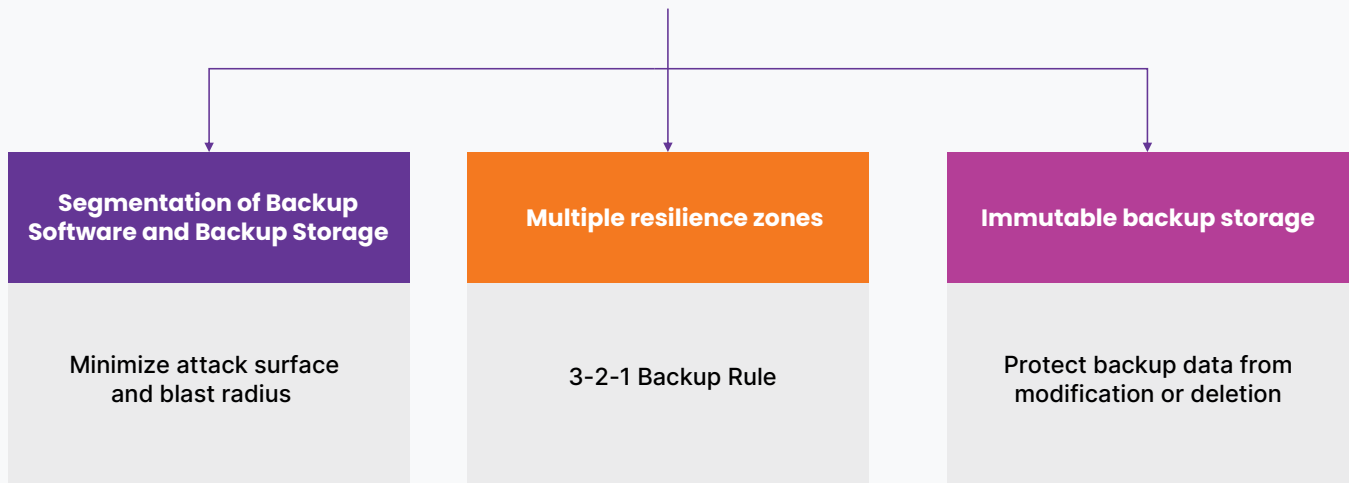 Segmentation of Backup
Software and Backup Storage
Multiple resilience zones
Immutable backup storage
Minimize attack surface
and blast radius
3-2-1 Backup Rule
Protect backup data from
modification or deletion